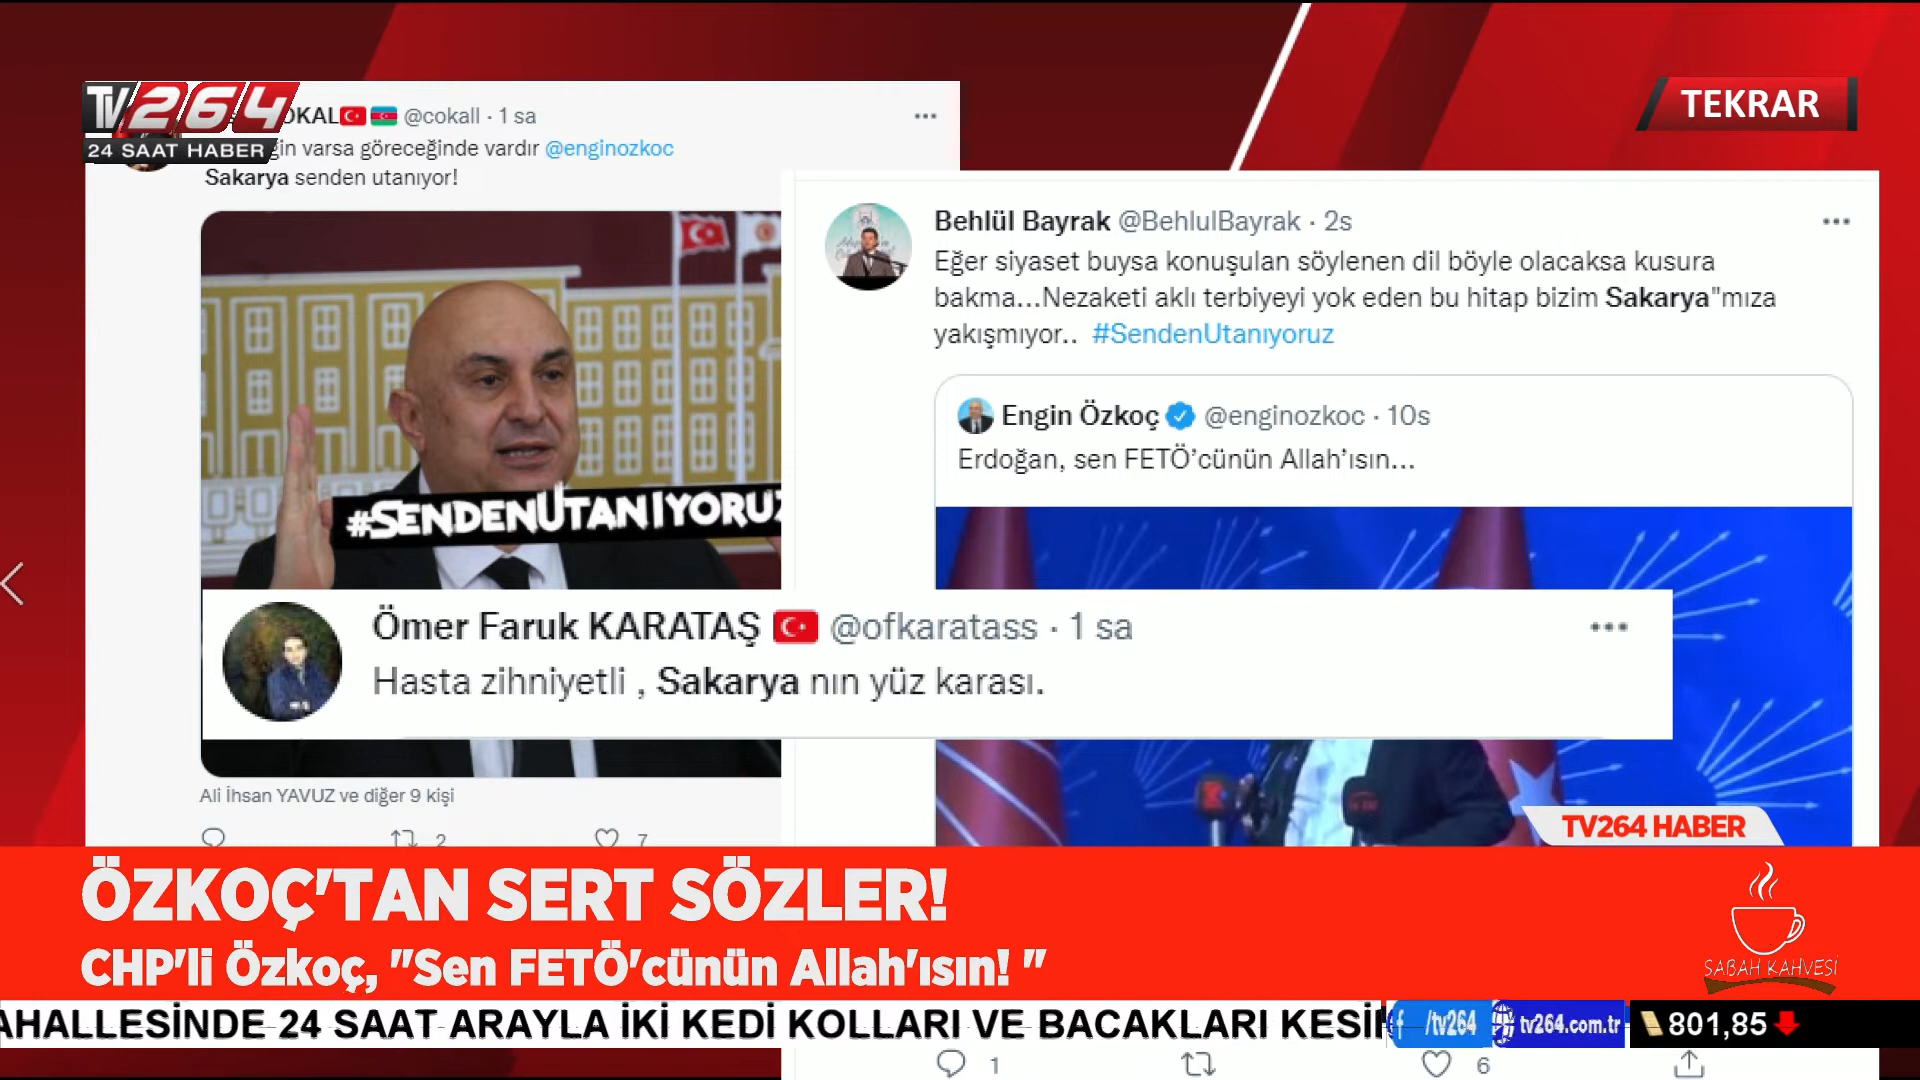 TV264
24 SAAT HABER
TEKRAR
OKAL @cokall · 1 sa
gin varsa göreceğinde vardır @enginozkoc
Sakarya senden utanıyor!
#SENDENUTANIYORUZ
Ali İhsan YAVUZ ve diğer 9 kişi
2 7
Behlül Bayrak @BehlulBayrak · 2s
Eğer siyaset buysa konuşulan söylenen dil böyle olacaksa kusura
bakma...Nezaketi aklı terbiyeyi yok eden bu hitap bizim Sakarya"mıza
yakışmıyor.. #SendenUtanıyoruz
Engin Özkoç @enginozkoc · 10s
Erdoğan, sen FETÖ’cünün Allah’ısın...
Ömer Faruk KARATAŞ @ofkaratass · 1 sa
Hasta zihniyetli , Sakarya nın yüz karası.
TV264 HABER
ÖZKOÇ'TAN SERT SÖZLER!
CHP'li Özkoç, "Sen FETÖ'cünün Allah'ısın! "
SABAH KAHVESİ
AHALLESİNDE 24 SAAT ARAYLA İKİ KEDİ KOLLARI VE BACAKLARI KESİ
f /tv264 tv264.com.tr 801,85
1 6